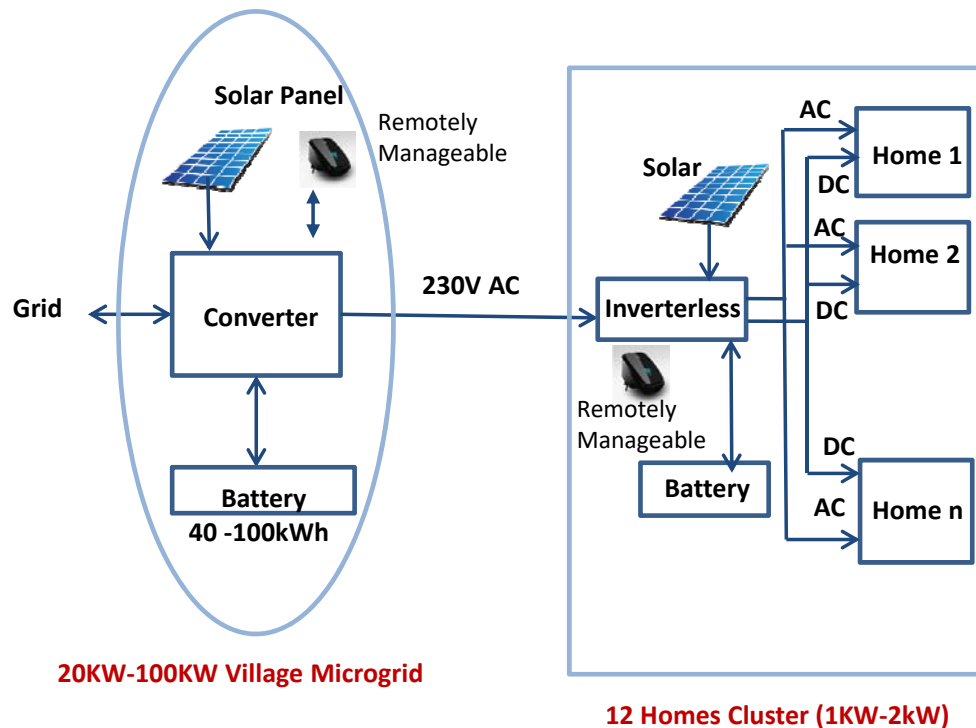 Solar Panel
Remotely
Manageable
Grid
Converter
Battery
40 -100kWh
20KW-100KW Village Microgrid
230V AC
Solar
Inverterless
Remotely
Manageable
Battery
AC
Home 1
DC
AC
Home 2
DC
DC
AC
Home n
12 Homes Cluster (1KW-2kW)